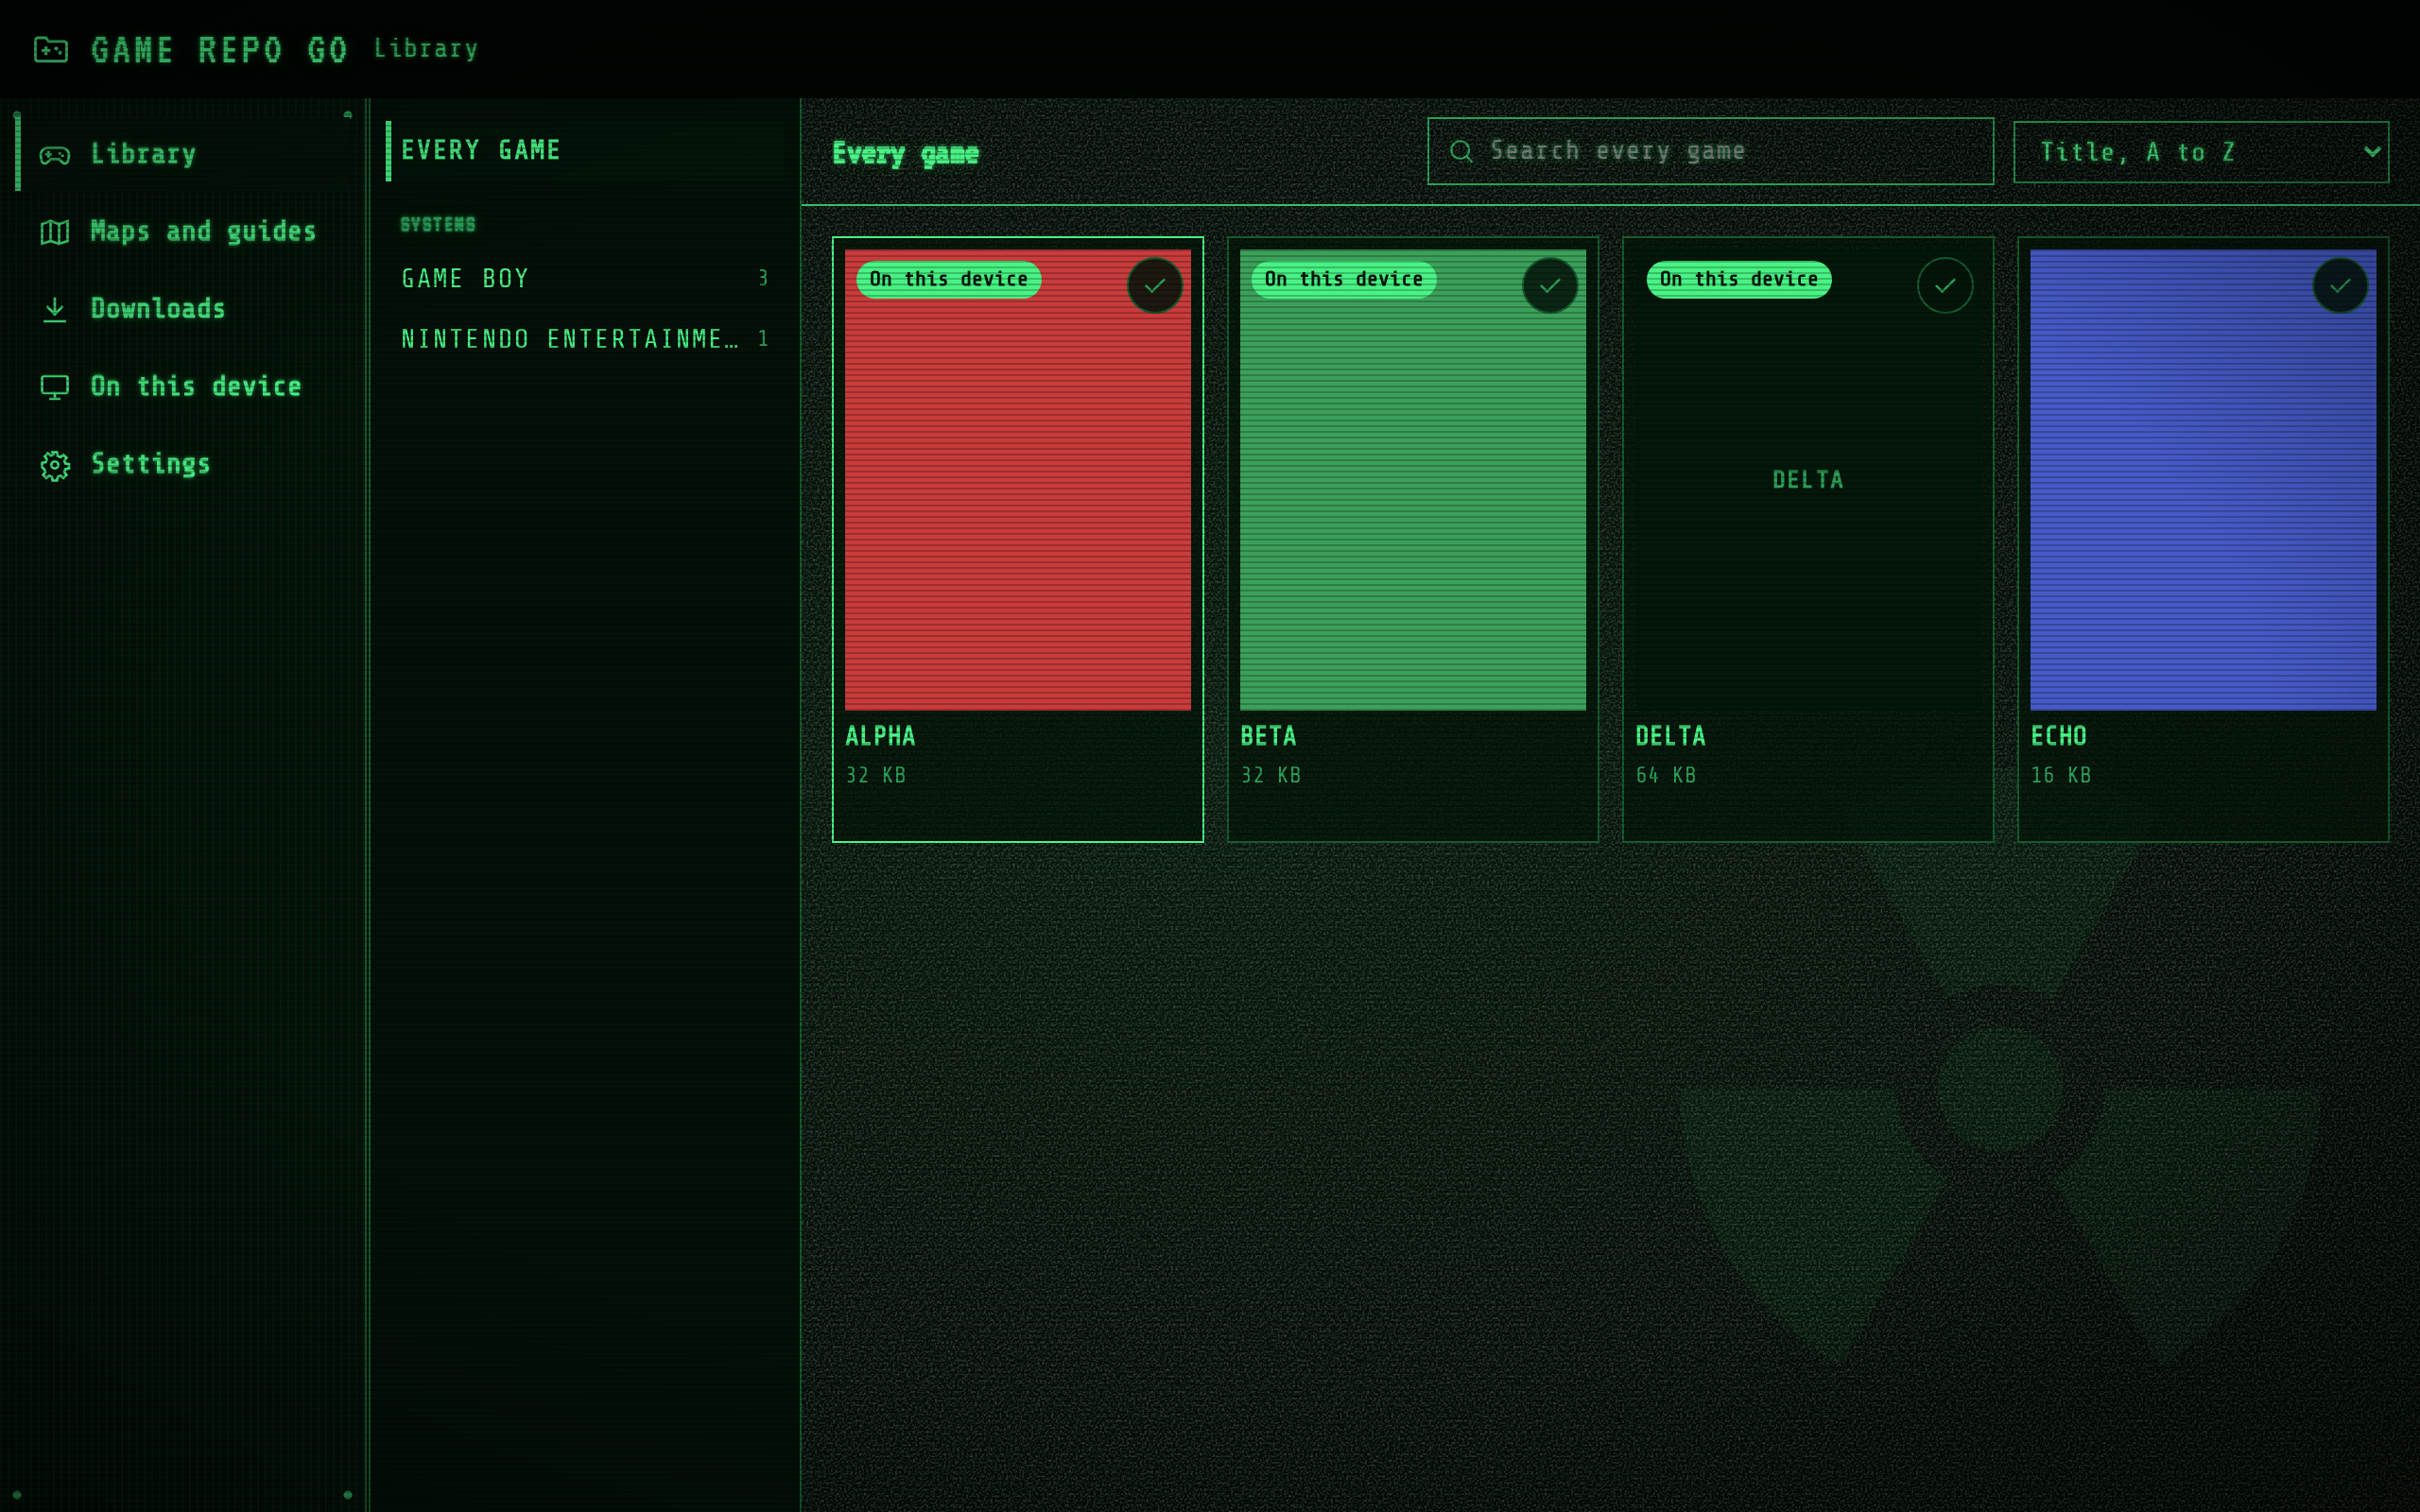 GAME REPO GO Library
Library
Maps and guides
Downloads
On this device
Settings
EVERY GAME
SYSTEMS
GAME BOY 3
NINTENDO ENTERTAINME… 1
Every game
Search every game
Title, A to Z
On this device
ALPHA
32 KB
On this device
BETA
32 KB
On this device
DELTA
DELTA
64 KB
ECHO
16 KB